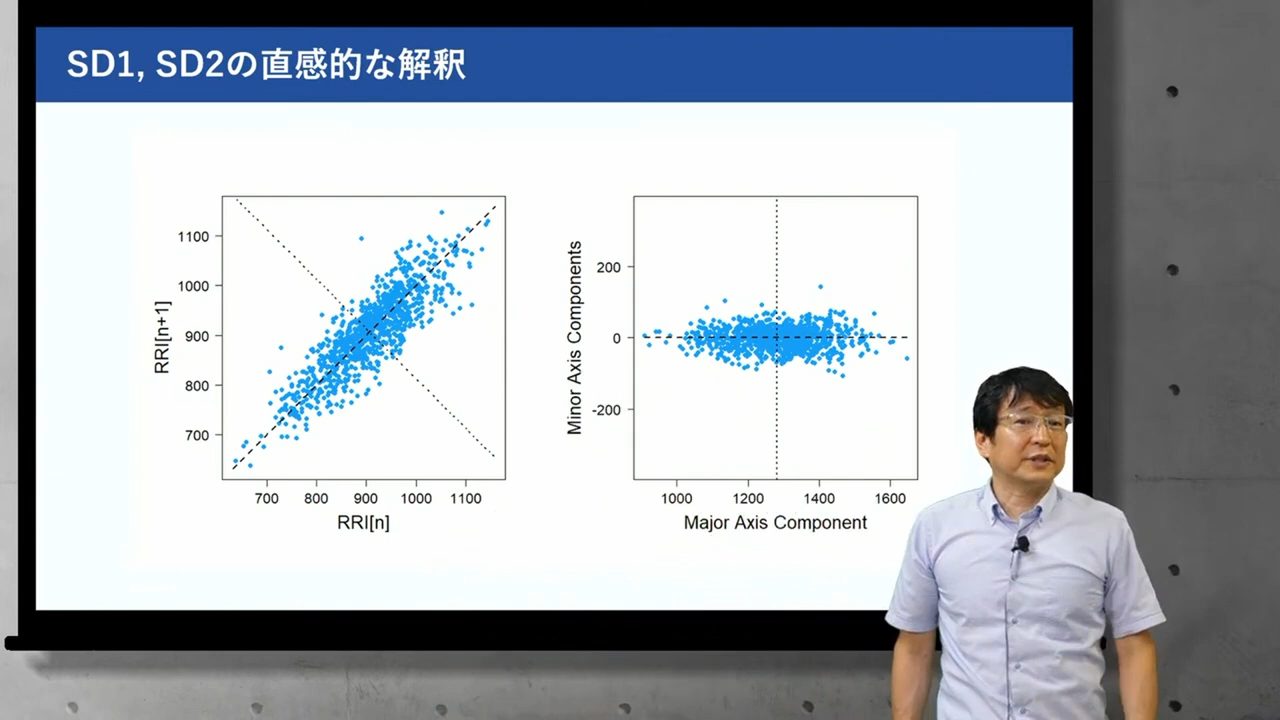 SD1, SD2の直感的な解釈
1100
1000
900
800
700
RRI[n+1]
700 800 900 1000 1100
RRI[n]
200
0
-200
Minor Axis Components
1000 1200 1400 1600
Major Axis Component